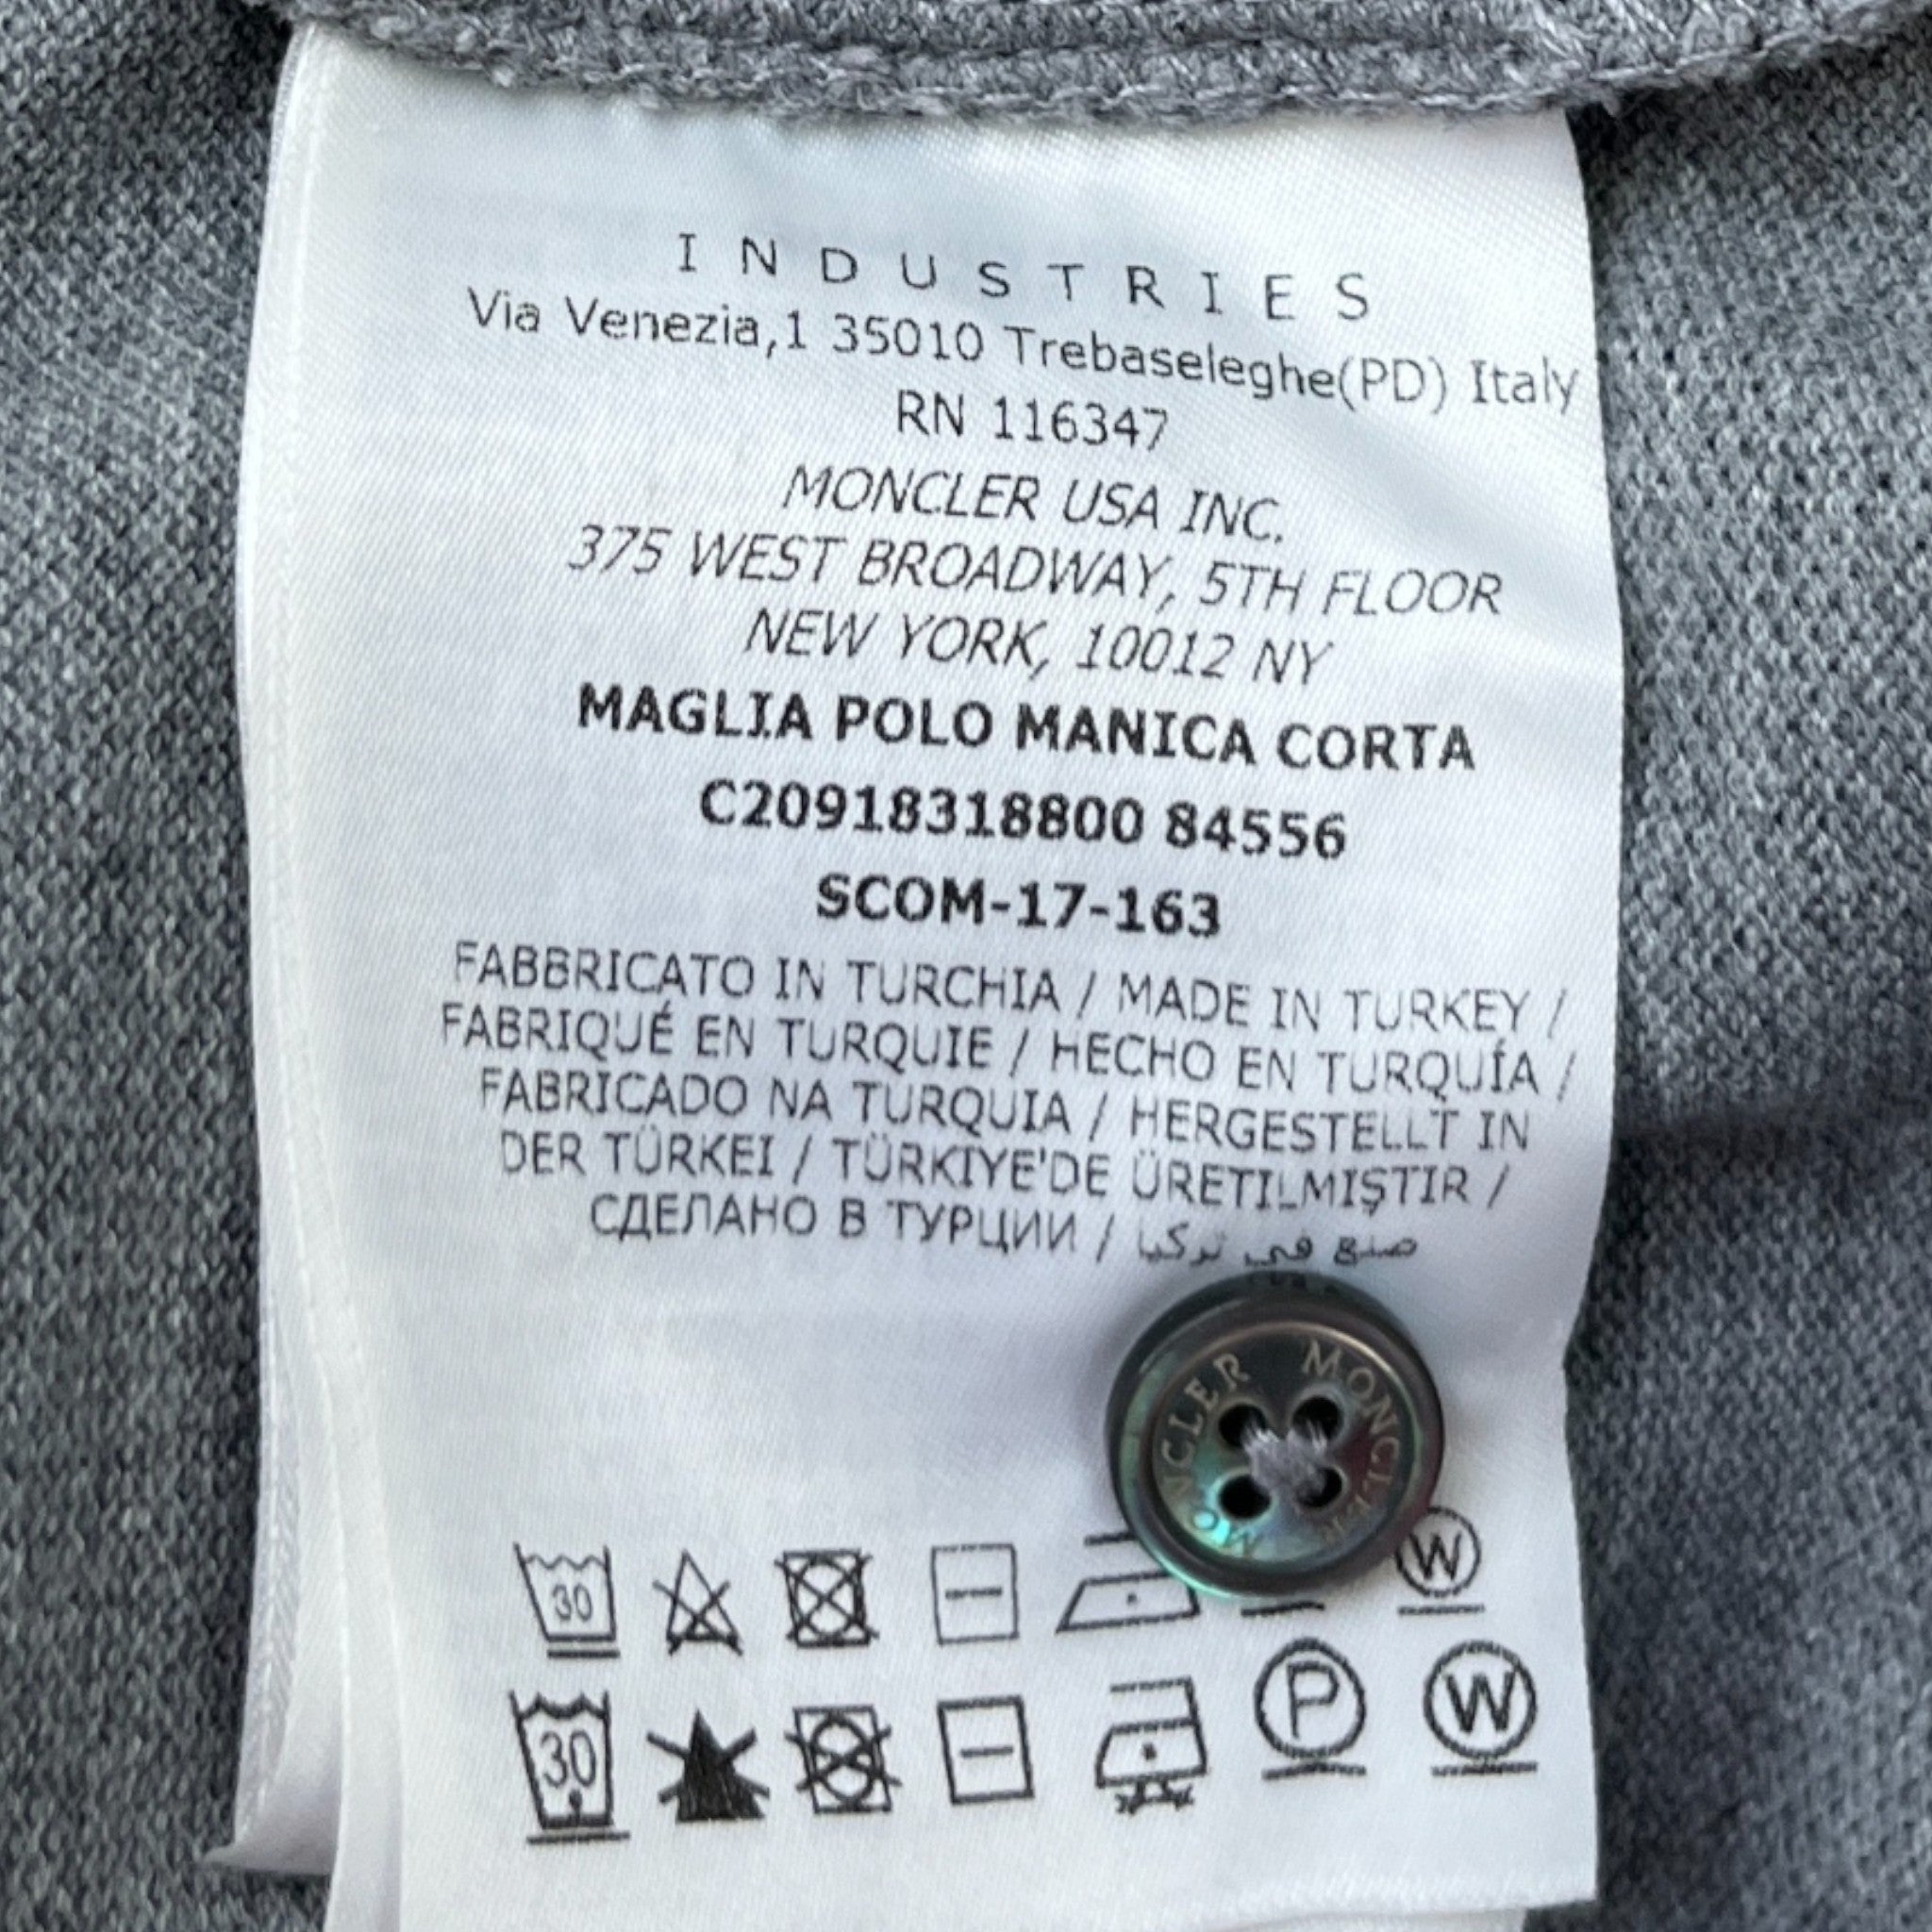 INDUSTRIES
Via Venezia,1 35010 Trebaseleghe(PD) Italy
RN 116347
MONCLER USA INC.
375 WEST BROADWAY, 5TH FLOOR
NEW YORK, 10012 NY
MAGLIA POLO MANICA CORTA
C20918318800 84556
SCOM-17-163
FABBRICATO IN TURCHIA / MADE IN TURKEY /
FABRIQUÉ EN TURQUIE / HECHO EN TURQUÍA /
FABRICADO NA TURQUIA / HERGESTELLT IN
DER TÜRKEI / TÜRKIYE'DE ÜRETILMIŞTIR /
СДЕЛАНО В ТУРЦИИ / صنع في تركيا
MONCLER MONCLER
30 W
30 P W